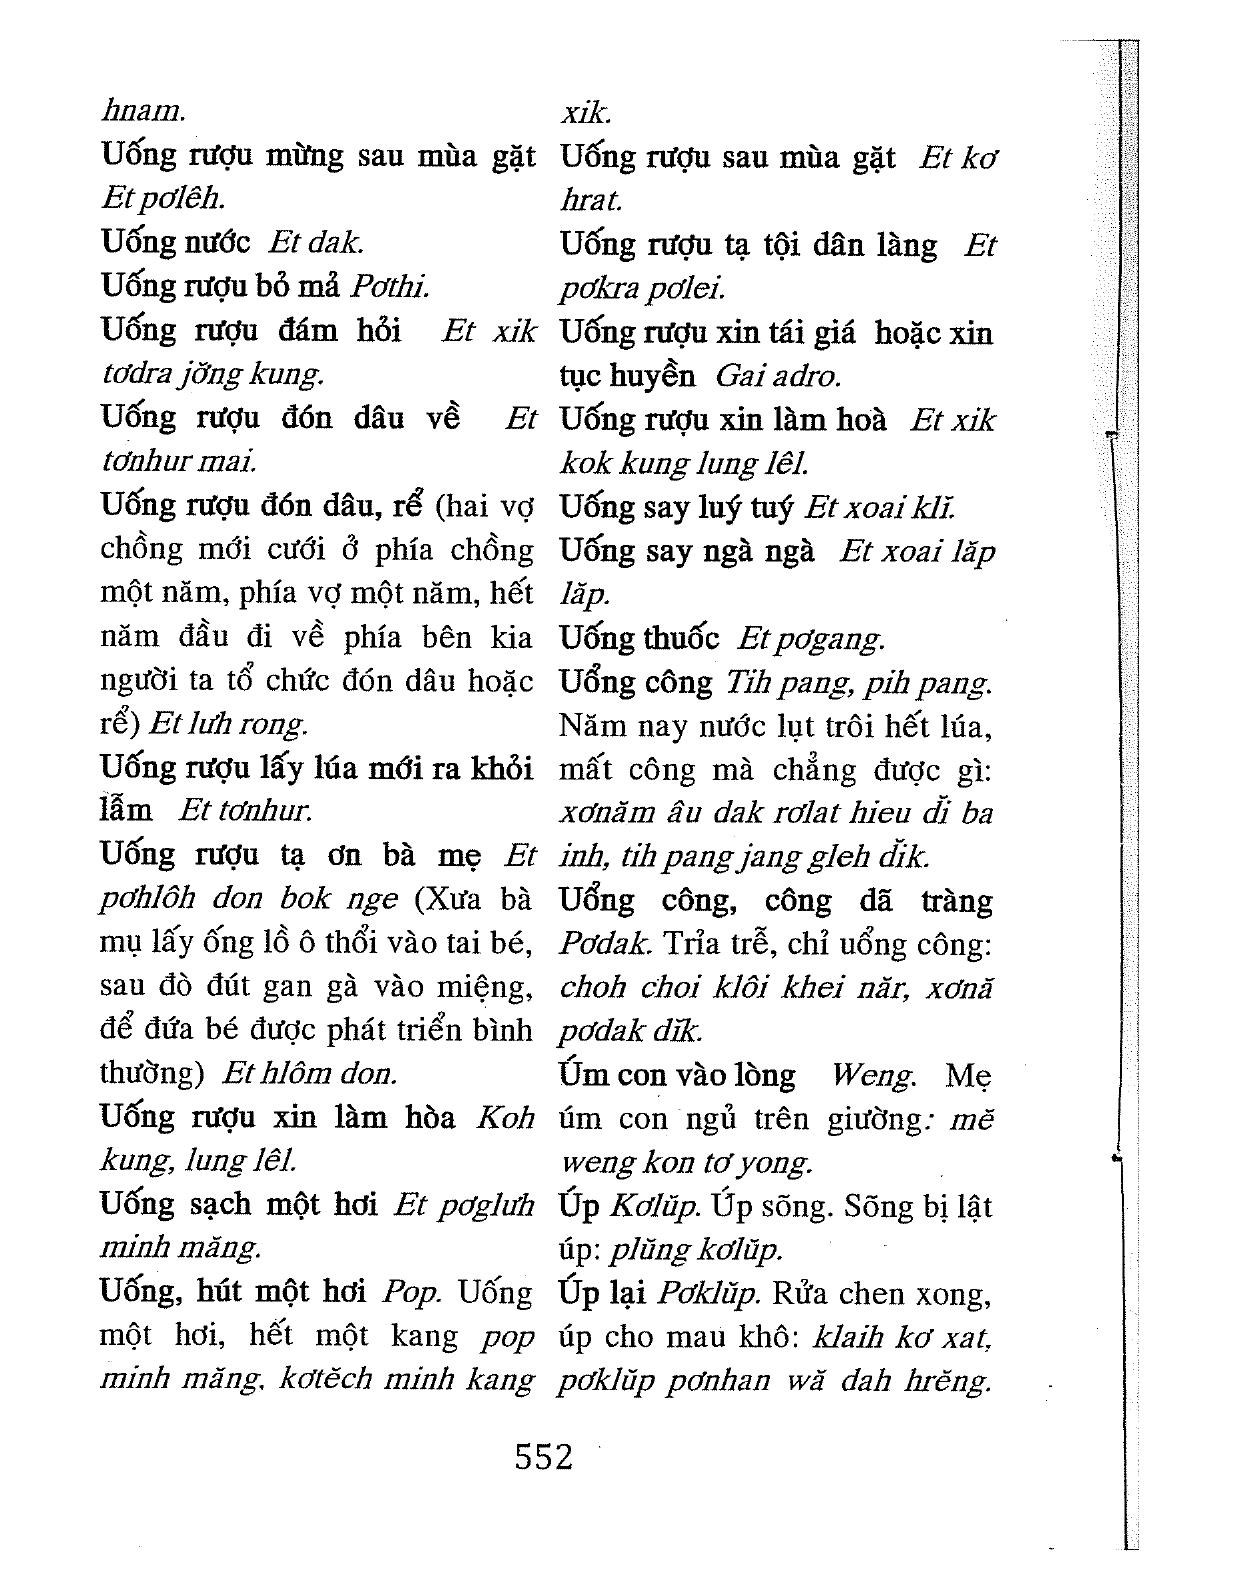 hnam.
Uống rượu mừng sau mùa gặt
Et pơlêh.
Uống nước Et dak.
Uống rượu bỏ mả Pơthi.
Uống rượu đám hỏi Et xik
tơdra jơ̆ng kung.
Uống rượu đón dâu về Et
tơnhur mai.
Uống rượu đón dâu, rể (hai vợ
chồng mới cưới ở phía chồng
một năm, phía vợ một năm, hết
năm đầu đi về phía bên kia
người ta tổ chức đón dâu hoặc
rể) Et lưh rong.
Uống rượu lấy lúa mới ra khỏi
lẫm Et tơnhur.
Uống rượu tạ ơn bà mẹ Et
pơhlôh don bok nge (Xưa bà
mụ lấy ống lồ ô thổi vào tai bé,
sau đò đút gan gà vào miệng,
để đứa bé được phát triển bình
thường) Et hlôm don.
Uống rượu xin làm hòa Koh
kung, lung lêl.
Uống sạch một hơi Et pơglưh
minh măng.
Uống, hút một hơi Pop. Uống
một hơi, hết một kang pop
minh măng, kơtĕch minh kang
xik.
Uống rượu sau mùa gặt Et kơ
hrat.
Uống rượu tạ tội dân làng Et
pơkra pơlei.
Uống rượu xin tái giá hoặc xin
tục huyền Gai adro.
Uống rượu xin làm hoà Et xik
kok kung lung lêl.
Uống say luý tuý Et xoai klĭ.
Uống say ngà ngà Et xoai lăp
lăp.
Uống thuốc Et pơgang.
Uổng công Tih pang, pih pang.
Năm nay nước lụt trôi hết lúa,
mất công mà chẳng được gì:
xơnăm âu dak rơlat hieu dĭ̆ ba
inh, tih pang jang gleh dĭ̆k.
Uổng công, công dã tràng
Pơdak. Trỉa trễ, chỉ uổng công:
choh choi klôi khei năr, xơnă
pơdak dĭk.
Úm con vào lòng Weng. Mẹ
úm con ngủ trên giường: mĕ
weng kon tơ yong.
Úp Kơlŭp. Úp sõng. Sõng bị lật
úp: plŭng kơlŭp.
Úp lại Pơklŭp. Rửa chen xong,
úp cho mau khô: klaih kơ xat,
pơklŭp pơnhan wă dah hrĕng.
552